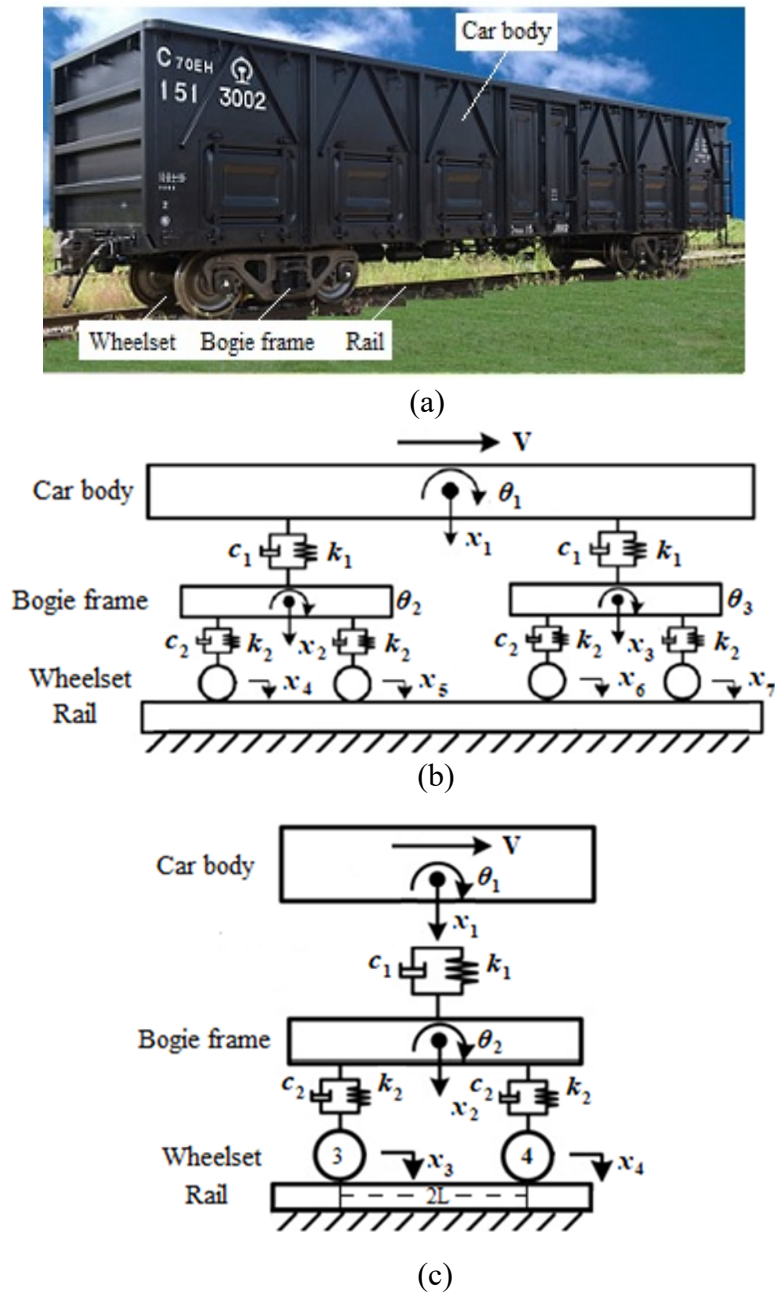 Car body
C 70EH
151 3002
Wheelset Bogie frame Rail
(a)
V
Car body θ₁
x₁
c₁ k₁ c₁ k₁
Bogie frame θ₂ θ₃
c₂ k₂ x₂ k₂ c₂ k₂ x₃ k₂
Wheelset x₄ x₅ x₆ x₇
Rail
(b)
V
Car body θ₁
x₁
c₁ k₁
Bogie frame θ₂
c₂ k₂ x₂ c₂ k₂
Wheelset 3 x₃ 4 x₄
Rail 2L
(c)